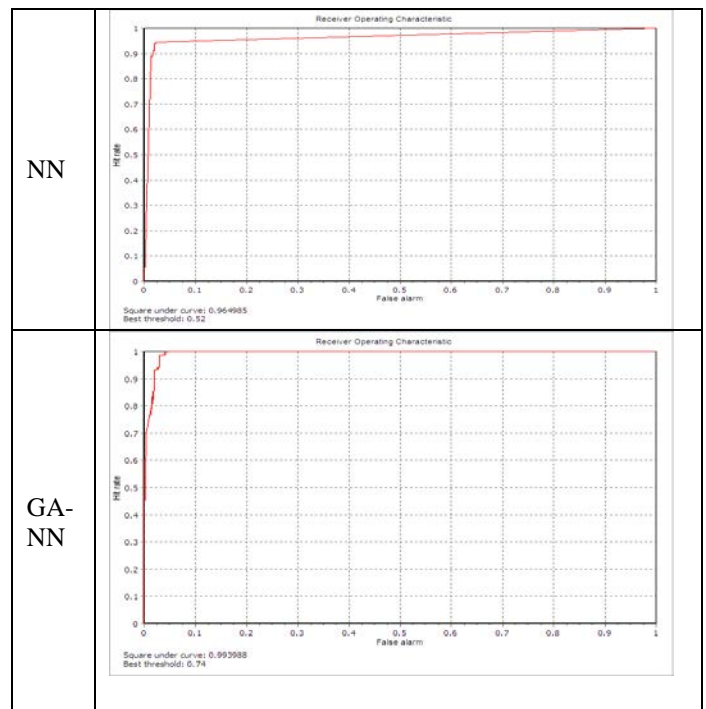 NN
Receiver Operating Characteristic
1
0.9
0.8
0.7
0.6
0.5
0.4
0.3
0.2
0.1
0
Hit rate
0 0.1 0.2 0.3 0.4 0.5 0.6 0.7 0.8 0.9 1
False alarm
Square under curve: 0.964985
Best threshold: 0.52
GA-
NN
Receiver Operating Characteristic
1
0.9
0.8
0.7
0.6
0.5
0.4
0.3
0.2
0.1
0
Hit rate
0 0.1 0.2 0.3 0.4 0.5 0.6 0.7 0.8 0.9 1
False alarm
Square under curve: 0.993988
Best threshold: 0.74